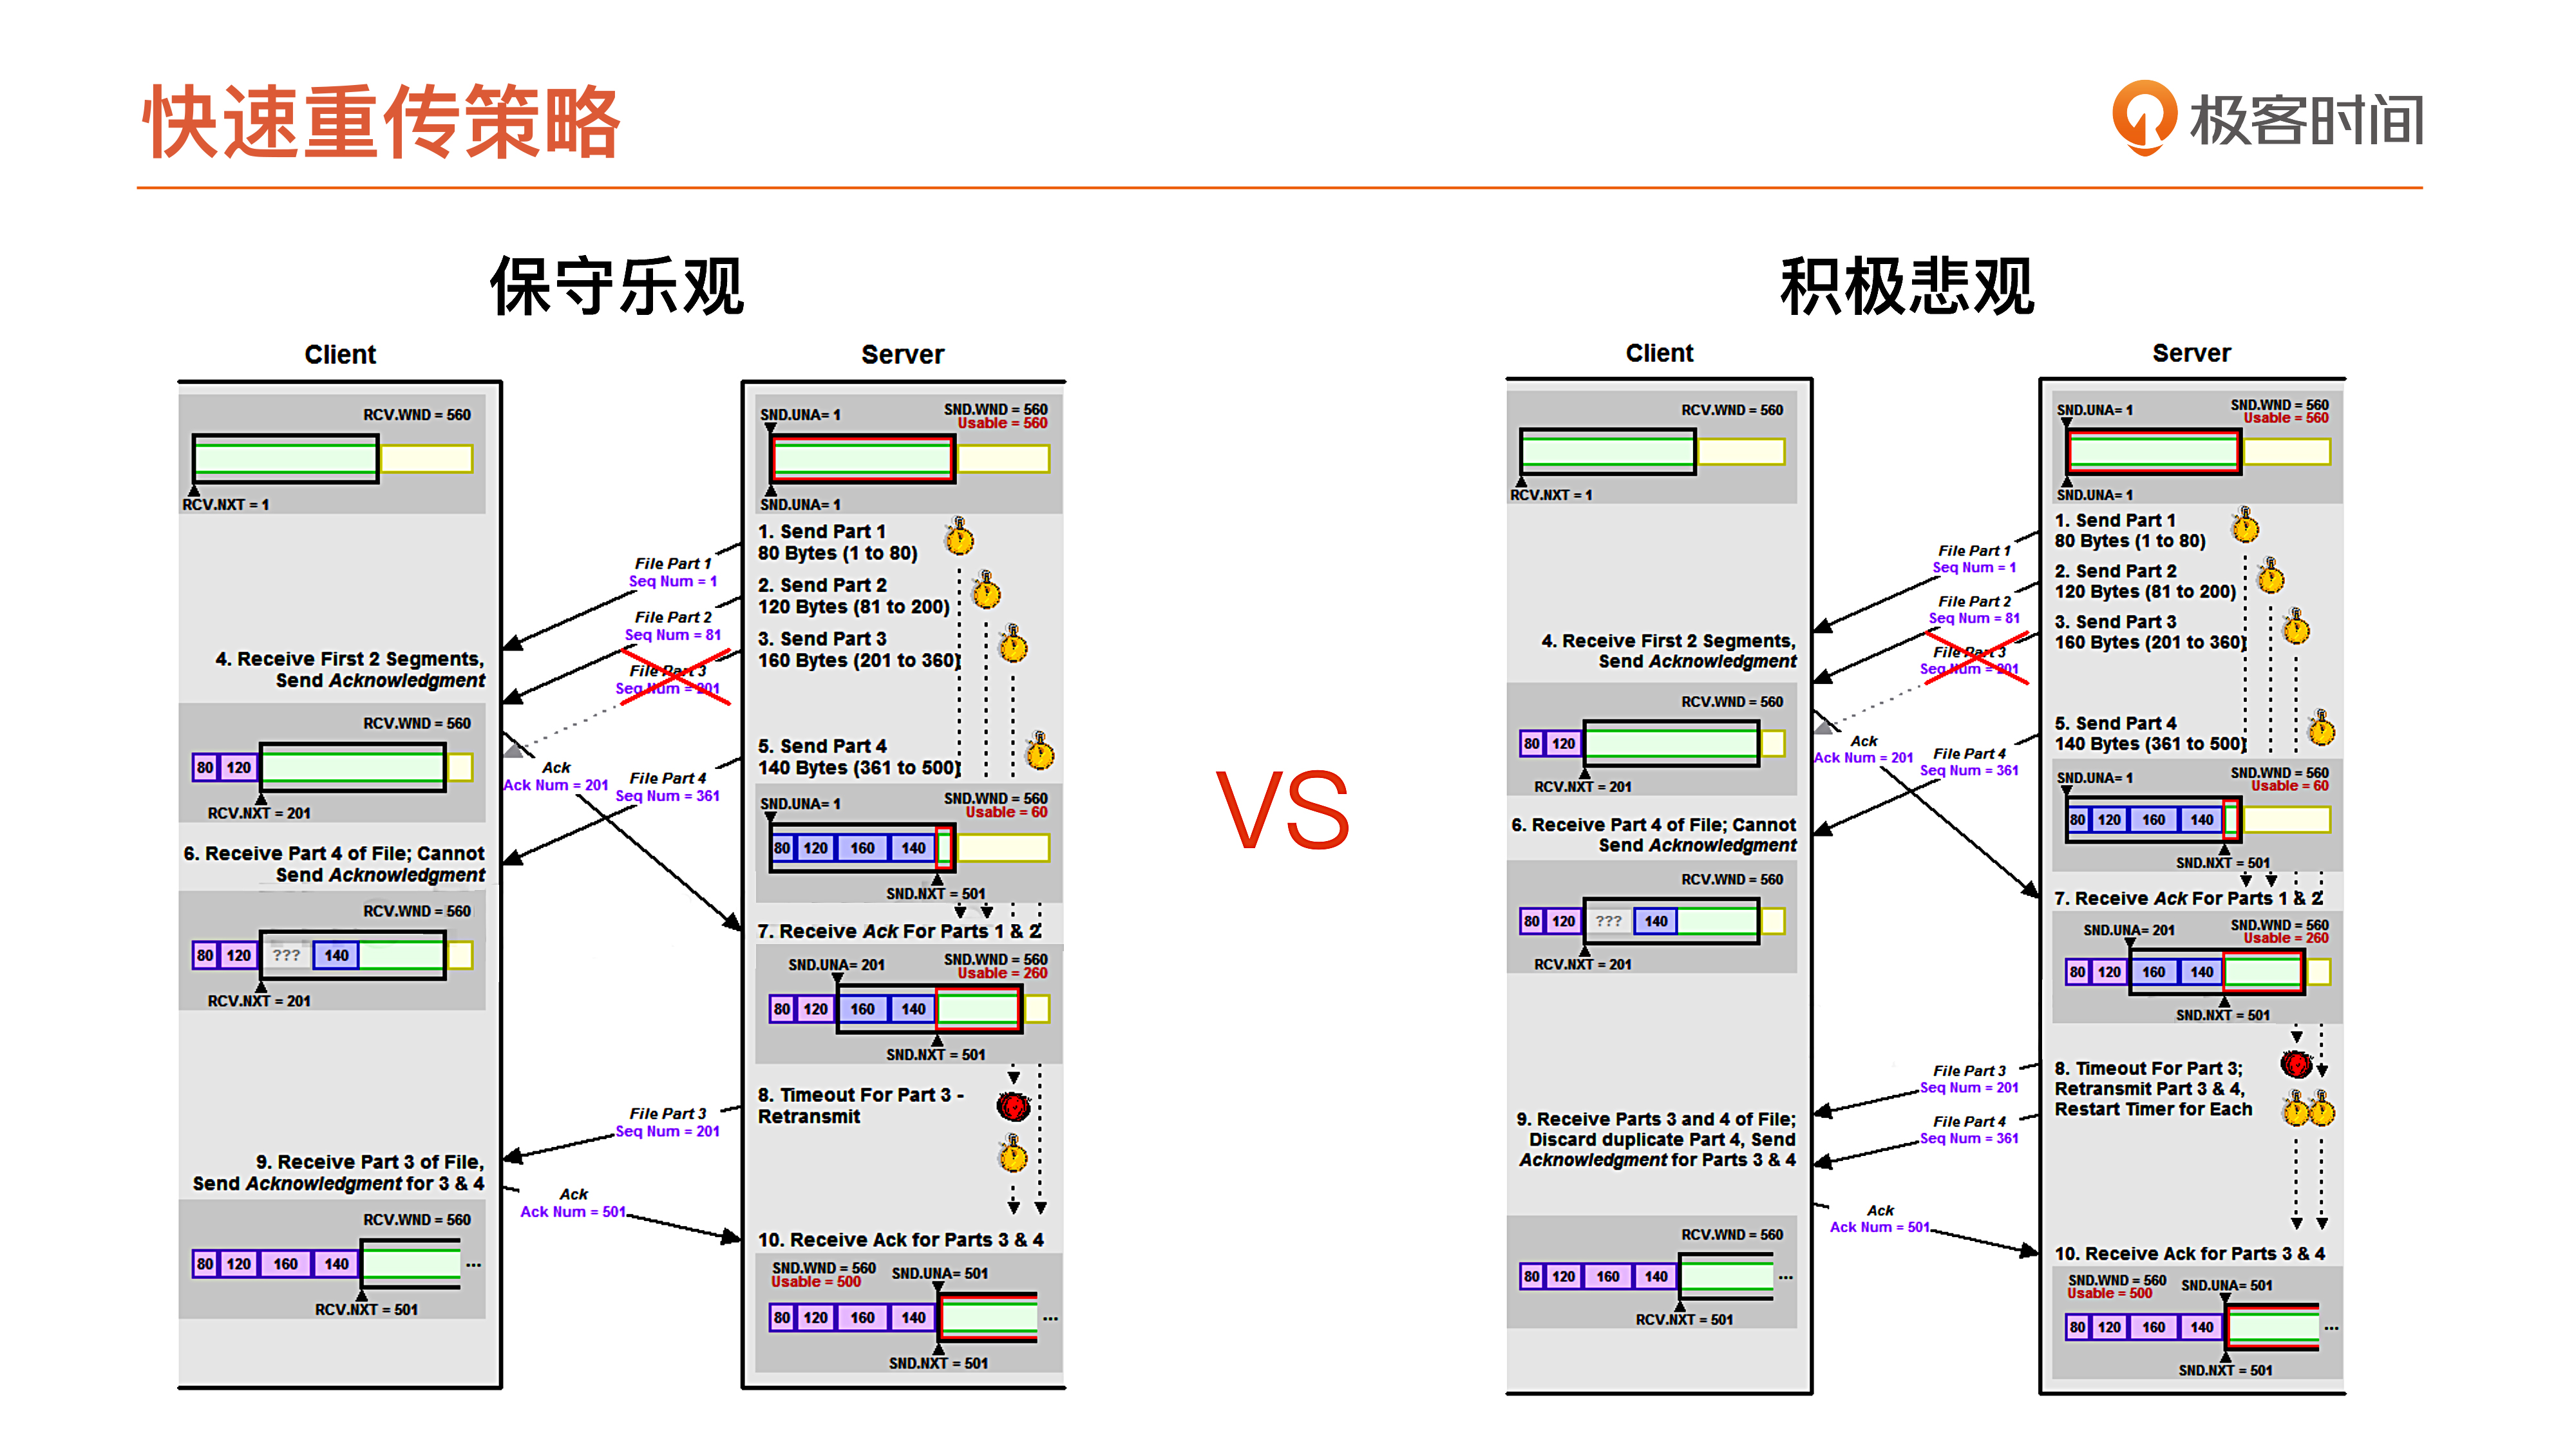 快速重传策略
极客时间
保守乐观
Client
Server
RCV.WND = 560
RCV.NXT = 1
SND.UNA= 1
SND.WND = 560
Usable = 560
SND.UNA= 1
1. Send Part 1
80 Bytes (1 to 80)
File Part 1
Seq Num = 1
2. Send Part 2
120 Bytes (81 to 200)
File Part 2
Seq Num = 81
3. Send Part 3
160 Bytes (201 to 360)
File Part 3
Seq Num = 201
4. Receive First 2 Segments,
Send Acknowledgment
RCV.WND = 560
80 120
RCV.NXT = 201
Ack
Ack Num = 201
5. Send Part 4
140 Bytes (361 to 500)
File Part 4
Seq Num = 361
SND.UNA= 1
SND.WND = 560
Usable = 60
80 120 160 140
SND.NXT = 501
6. Receive Part 4 of File; Cannot
Send Acknowledgment
RCV.WND = 560
80 120 ??? 140
RCV.NXT = 201
7. Receive Ack For Parts 1 & 2
SND.UNA= 201
SND.WND = 560
Usable = 260
80 120 160 140
SND.NXT = 501
8. Timeout For Part 3 -
Retransmit
File Part 3
Seq Num = 201
9. Receive Part 3 of File,
Send Acknowledgment for 3 & 4
RCV.WND = 560
80 120 160 140 ...
RCV.NXT = 501
Ack
Ack Num = 501
10. Receive Ack for Parts 3 & 4
SND.WND = 560
Usable = 500
SND.UNA= 501
80 120 160 140 ...
SND.NXT = 501
VS
积极悲观
Client
Server
RCV.WND = 560
RCV.NXT = 1
SND.UNA= 1
SND.WND = 560
Usable = 560
SND.UNA= 1
1. Send Part 1
80 Bytes (1 to 80)
File Part 1
Seq Num = 1
2. Send Part 2
120 Bytes (81 to 200)
File Part 2
Seq Num = 81
3. Send Part 3
160 Bytes (201 to 360)
File Part 3
Seq Num = 201
4. Receive First 2 Segments,
Send Acknowledgment
RCV.WND = 560
80 120
RCV.NXT = 201
Ack
Ack Num = 201
5. Send Part 4
140 Bytes (361 to 500)
File Part 4
Seq Num = 361
SND.UNA= 1
SND.WND = 560
Usable = 60
80 120 160 140
SND.NXT = 501
6. Receive Part 4 of File; Cannot
Send Acknowledgment
RCV.WND = 560
80 120 ??? 140
RCV.NXT = 201
7. Receive Ack For Parts 1 & 2
SND.UNA= 201
SND.WND = 560
Usable = 260
80 120 160 140
SND.NXT = 501
8. Timeout For Part 3;
Retransmit Part 3 & 4,
Restart Timer for Each
File Part 3
Seq Num = 201
File Part 4
Seq Num = 361
9. Receive Parts 3 and 4 of File;
Discard duplicate Part 4, Send
Acknowledgment for Parts 3 & 4
RCV.WND = 560
80 120 160 140 ...
RCV.NXT = 501
Ack
Ack Num = 501
10. Receive Ack for Parts 3 & 4
SND.WND = 560
Usable = 500
SND.UNA= 501
80 120 160 140 ...
SND.NXT = 501